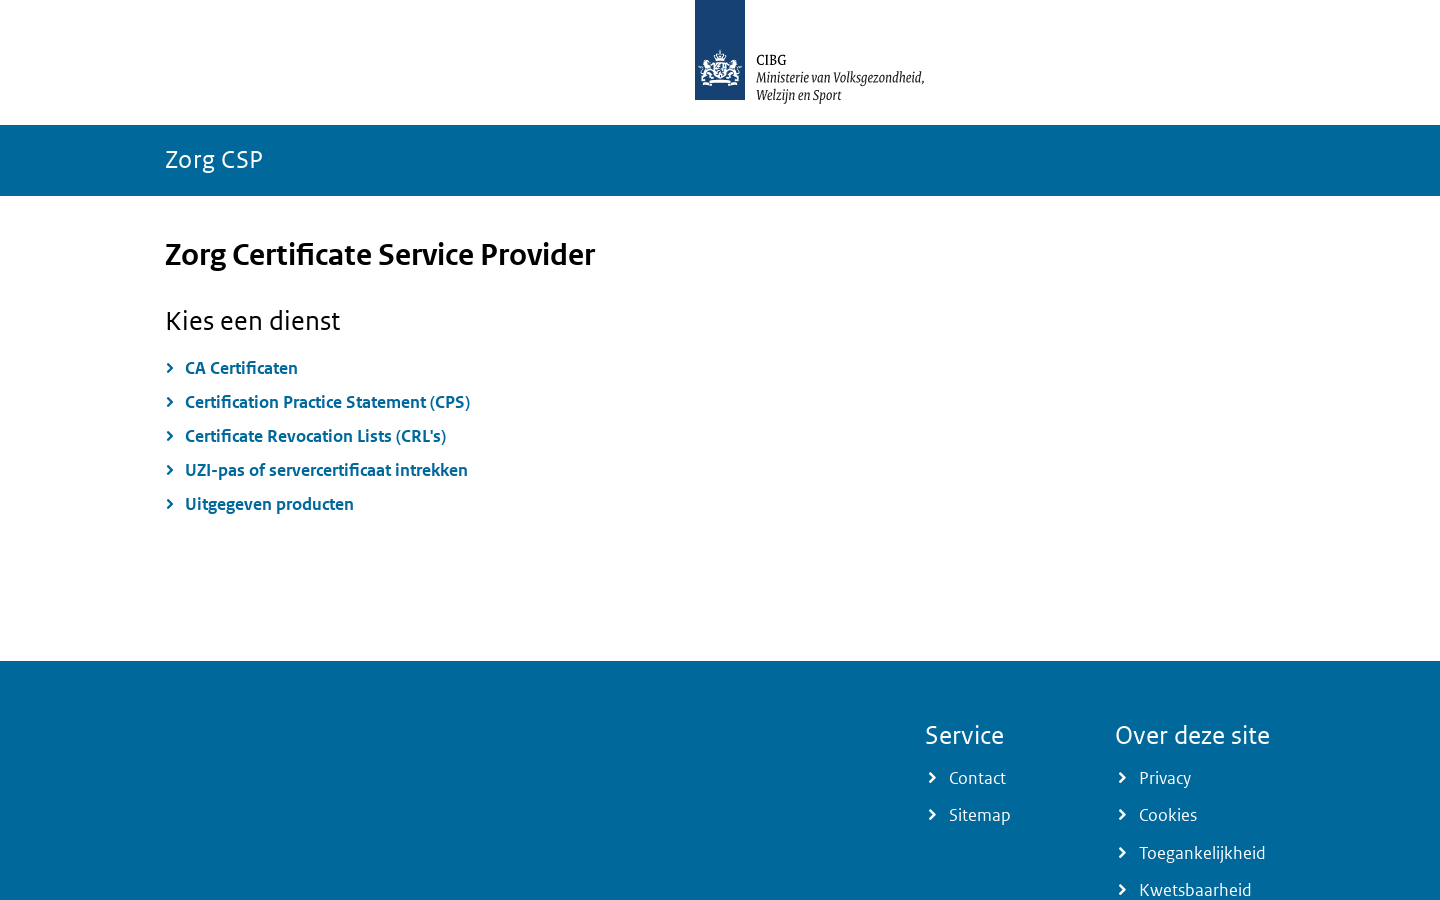 CIBG
Ministerie van Volksgezondheid,
Welzijn en Sport
Zorg CSP
Zorg Certificate Service Provider
Kies een dienst
CA Certificaten
Certification Practice Statement (CPS)
Certificate Revocation Lists (CRL's)
UZI-pas of servercertificaat intrekken
Uitgegeven producten
Service
Contact
Sitemap
Over deze site
Privacy
Cookies
Toegankelijkheid
Kwetsbaarheid